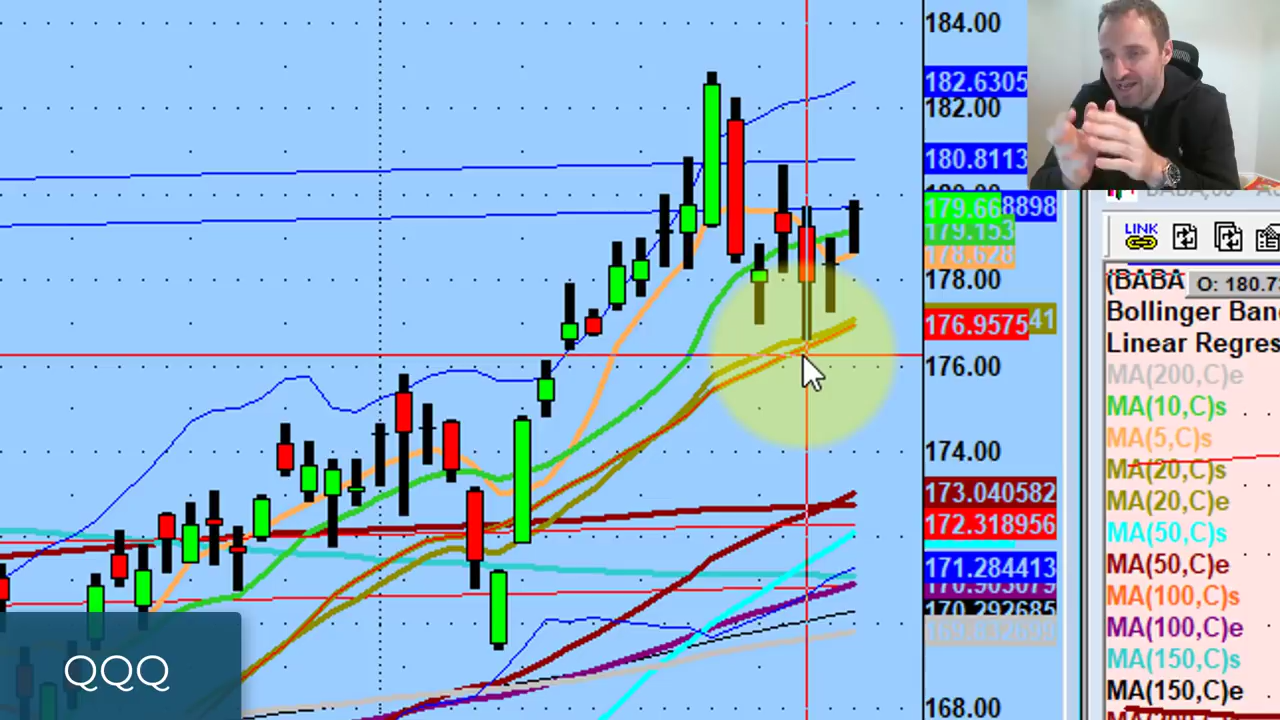 184.00
182.6305
182.00
180.8113
179.668898
179.153
178.628
178.00
176.957541
176.00
174.00
173.040582
172.318956
171.284413
170.292685
168.00
QQQ
LINK
(BABA
O: 180.73
Bollinger Ban
Linear Regres
MA(200,C)e
MA(10,C)s
MA(5,C)s
MA(20,C)s
MA(20,C)e
MA(50,C)s
MA(50,C)e
MA(100,C)s
MA(100,C)e
MA(150,C)s
MA(150,C)e